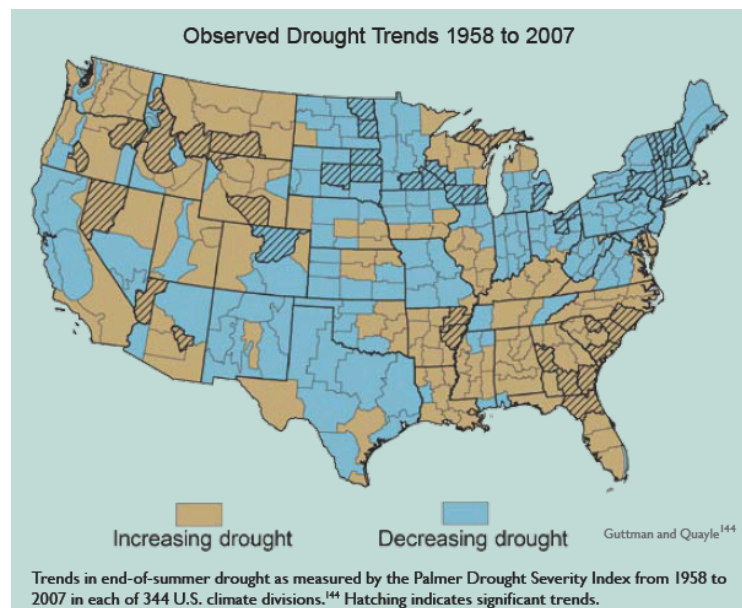 Observed Drought Trends 1958 to 2007
Increasing drought
Decreasing drought
Guttman and Quayle144
Trends in end-of-summer drought as measured by the Palmer Drought Severity Index from 1958 to
2007 in each of 344 U.S. climate divisions.144 Hatching indicates significant trends.